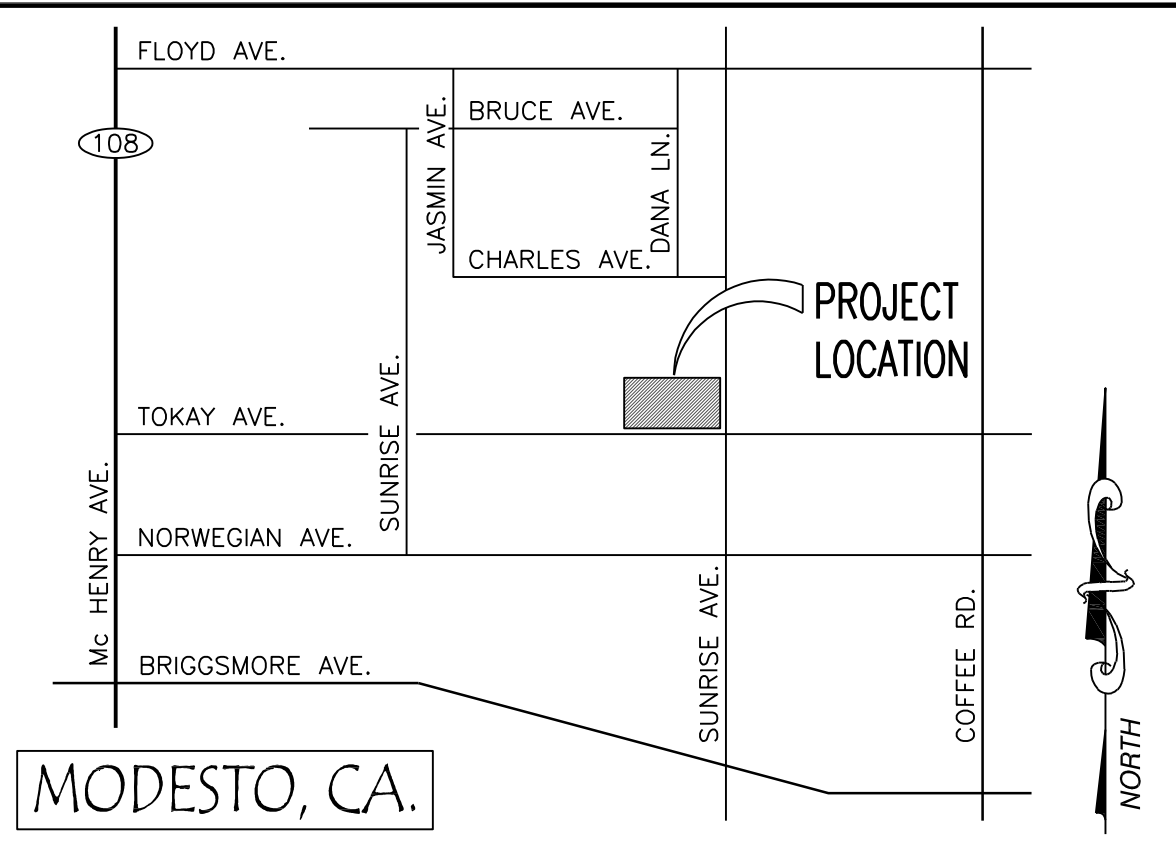 FLOYD AVE.
BRUCE AVE.
108
JASMIN AVE.
DANA LN.
CHARLES AVE.
PROJECT
LOCATION
SUNRISE AVE.
TOKAY AVE.
Mc HENRY AVE.
NORWEGIAN AVE.
SUNRISE AVE.
COFFEE RD.
BRIGGSMORE AVE.
NORTH
MODESTO, CA.